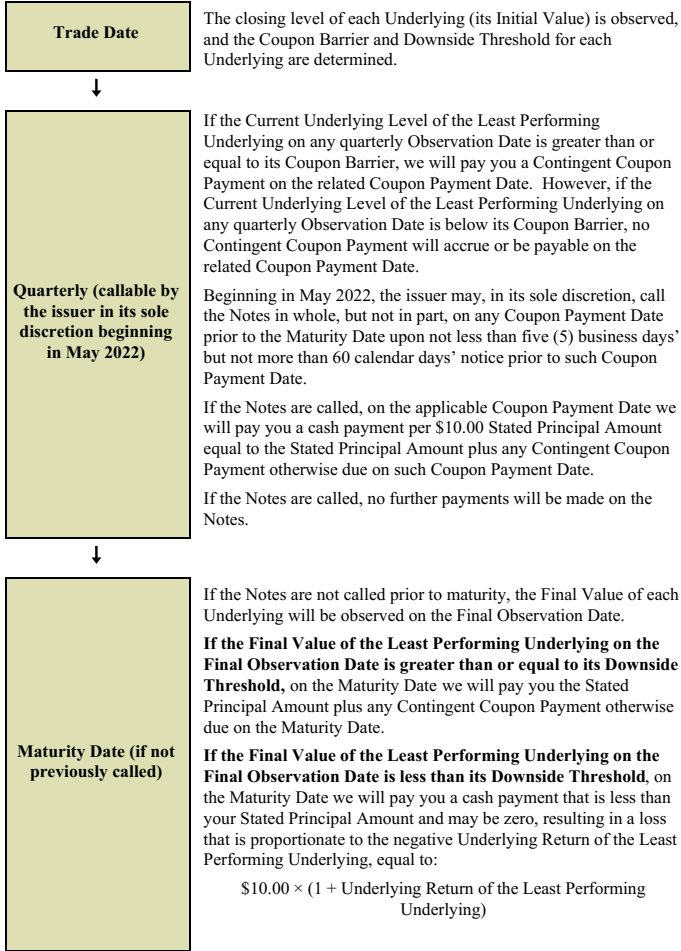 Trade Date
The closing level of each Underlying (its Initial Value) is observed,
and the Coupon Barrier and Downside Threshold for each
Underlying are determined.
Quarterly (callable by
the issuer in its sole
discretion beginning
in May 2022)
If the Current Underlying Level of the Least Performing
Underlying on any quarterly Observation Date is greater than or
equal to its Coupon Barrier, we will pay you a Contingent Coupon
Payment on the related Coupon Payment Date.  However, if the
Current Underlying Level of the Least Performing Underlying on
any quarterly Observation Date is below its Coupon Barrier, no
Contingent Coupon Payment will accrue or be payable on the
related Coupon Payment Date.
Beginning in May 2022, the issuer may, in its sole discretion, call
the Notes in whole, but not in part, on any Coupon Payment Date
prior to the Maturity Date upon not less than five (5) business days’
but not more than 60 calendar days’ notice prior to such Coupon
Payment Date.
If the Notes are called, on the applicable Coupon Payment Date we
will pay you a cash payment per $10.00 Stated Principal Amount
equal to the Stated Principal Amount plus any Contingent Coupon
Payment otherwise due on such Coupon Payment Date.
If the Notes are called, no further payments will be made on the
Notes.
Maturity Date (if not
previously called)
If the Notes are not called prior to maturity, the Final Value of each
Underlying will be observed on the Final Observation Date.
If the Final Value of the Least Performing Underlying on the
Final Observation Date is greater than or equal to its Downside
Threshold, on the Maturity Date we will pay you the Stated
Principal Amount plus any Contingent Coupon Payment otherwise
due on the Maturity Date.
If the Final Value of the Least Performing Underlying on the
Final Observation Date is less than its Downside Threshold, on
the Maturity Date we will pay you a cash payment that is less than
your Stated Principal Amount and may be zero, resulting in a loss
that is proportionate to the negative Underlying Return of the Least
Performing Underlying, equal to:
$10.00 × (1 + Underlying Return of the Least Performing
Underlying)